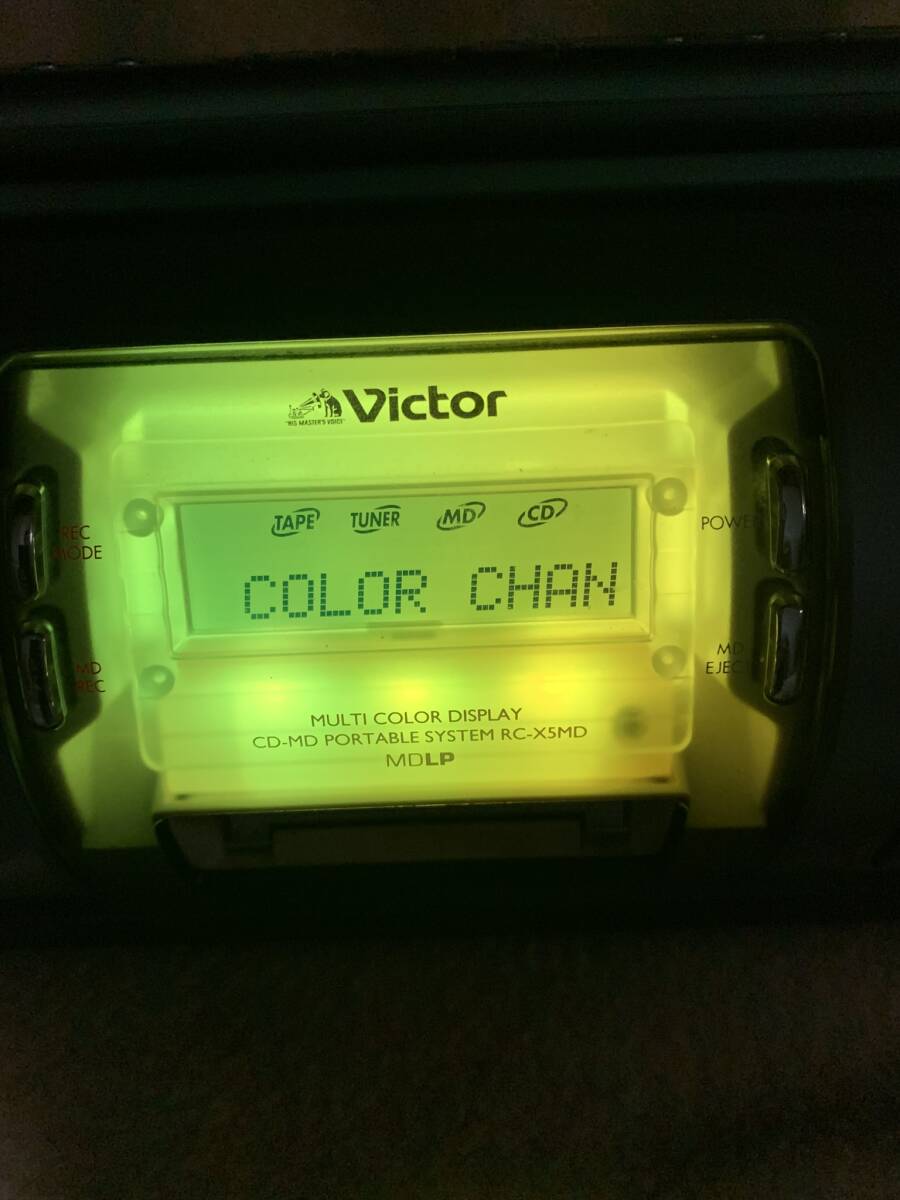 Victor
"HIS MASTER'S VOICE"
TAPE TUNER MD CD
COLOR CHAN
REC
MODE
POWER
MD
REC
MD
EJECT
MULTI COLOR DISPLAY
CD-MD PORTABLE SYSTEM RC-X5MD
MDLP